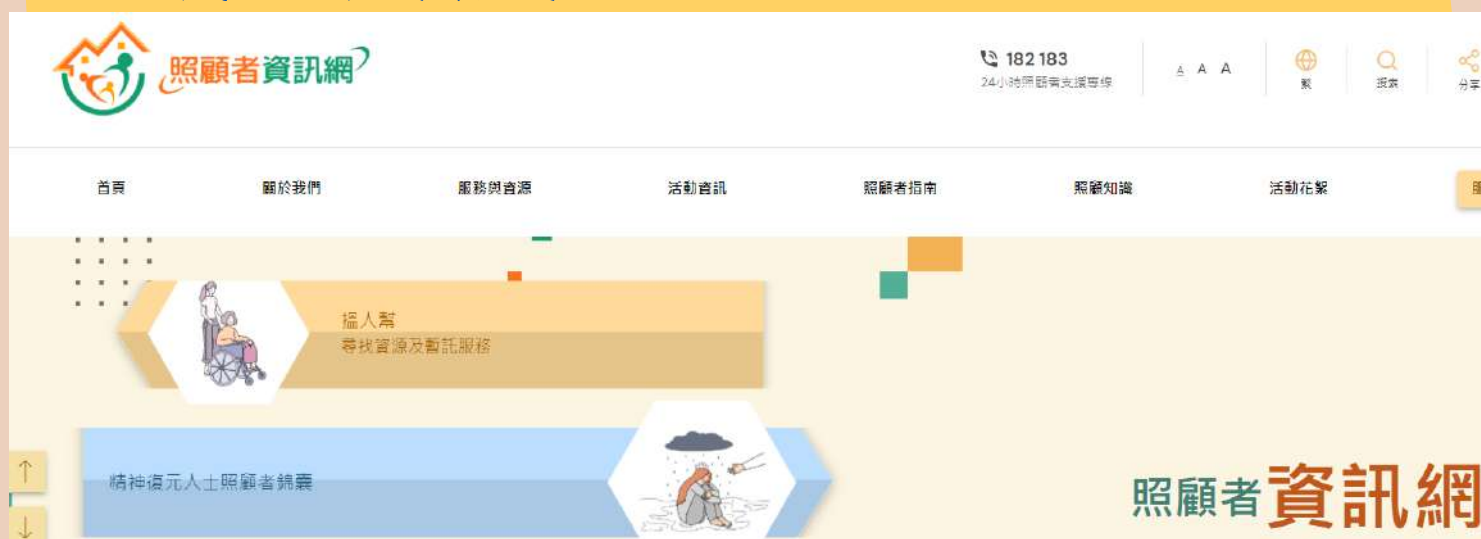 照顧者資訊網
182 183
24小時照顧者支援專線
A A A
繁
搜索
分享
首頁
關於我們
服務與資源
活動資訊
照顧者指南
照顧知識
活動花絮
搵人幫
尋找資源及暫託服務
精神復元人士照顧者錦囊
照顧者資訊網